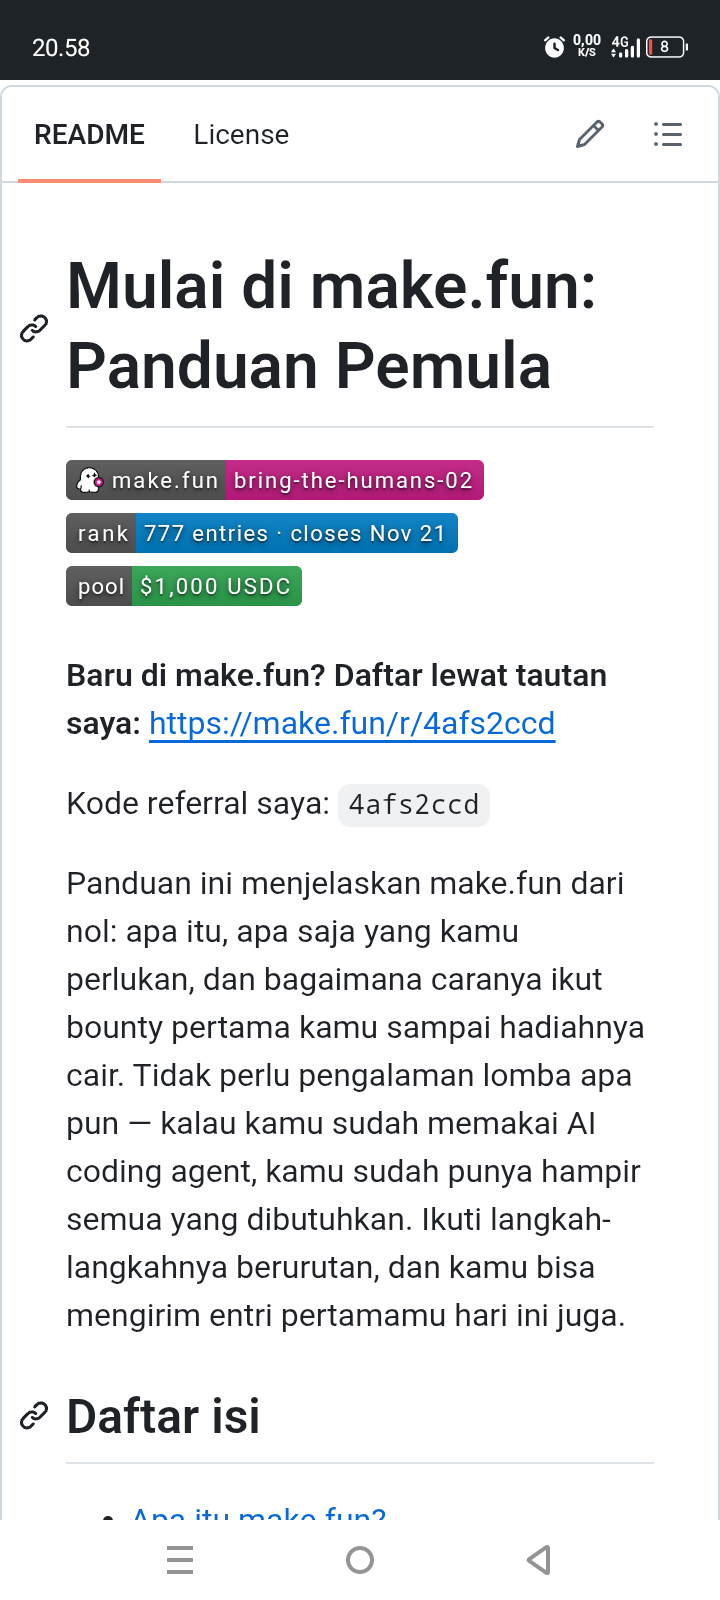 20.58
0,00
K/S
4G
8
README
License
Mulai di make.fun:
Panduan Pemula
make.fun bring-the-humans-02
rank 777 entries · closes Nov 21
pool $1,000 USDC
Baru di make.fun? Daftar lewat tautan
saya: https://make.fun/r/4afs2ccd
Kode referral saya: 4afs2ccd
Panduan ini menjelaskan make.fun dari
nol: apa itu, apa saja yang kamu
perlukan, dan bagaimana caranya ikut
bounty pertama kamu sampai hadiahnya
cair. Tidak perlu pengalaman lomba apa
pun — kalau kamu sudah memakai AI
coding agent, kamu sudah punya hampir
semua yang dibutuhkan. Ikuti langkah-
langkahnya berurutan, dan kamu bisa
mengirim entri pertamamu hari ini juga.
Daftar isi
• Apa itu make.fun?